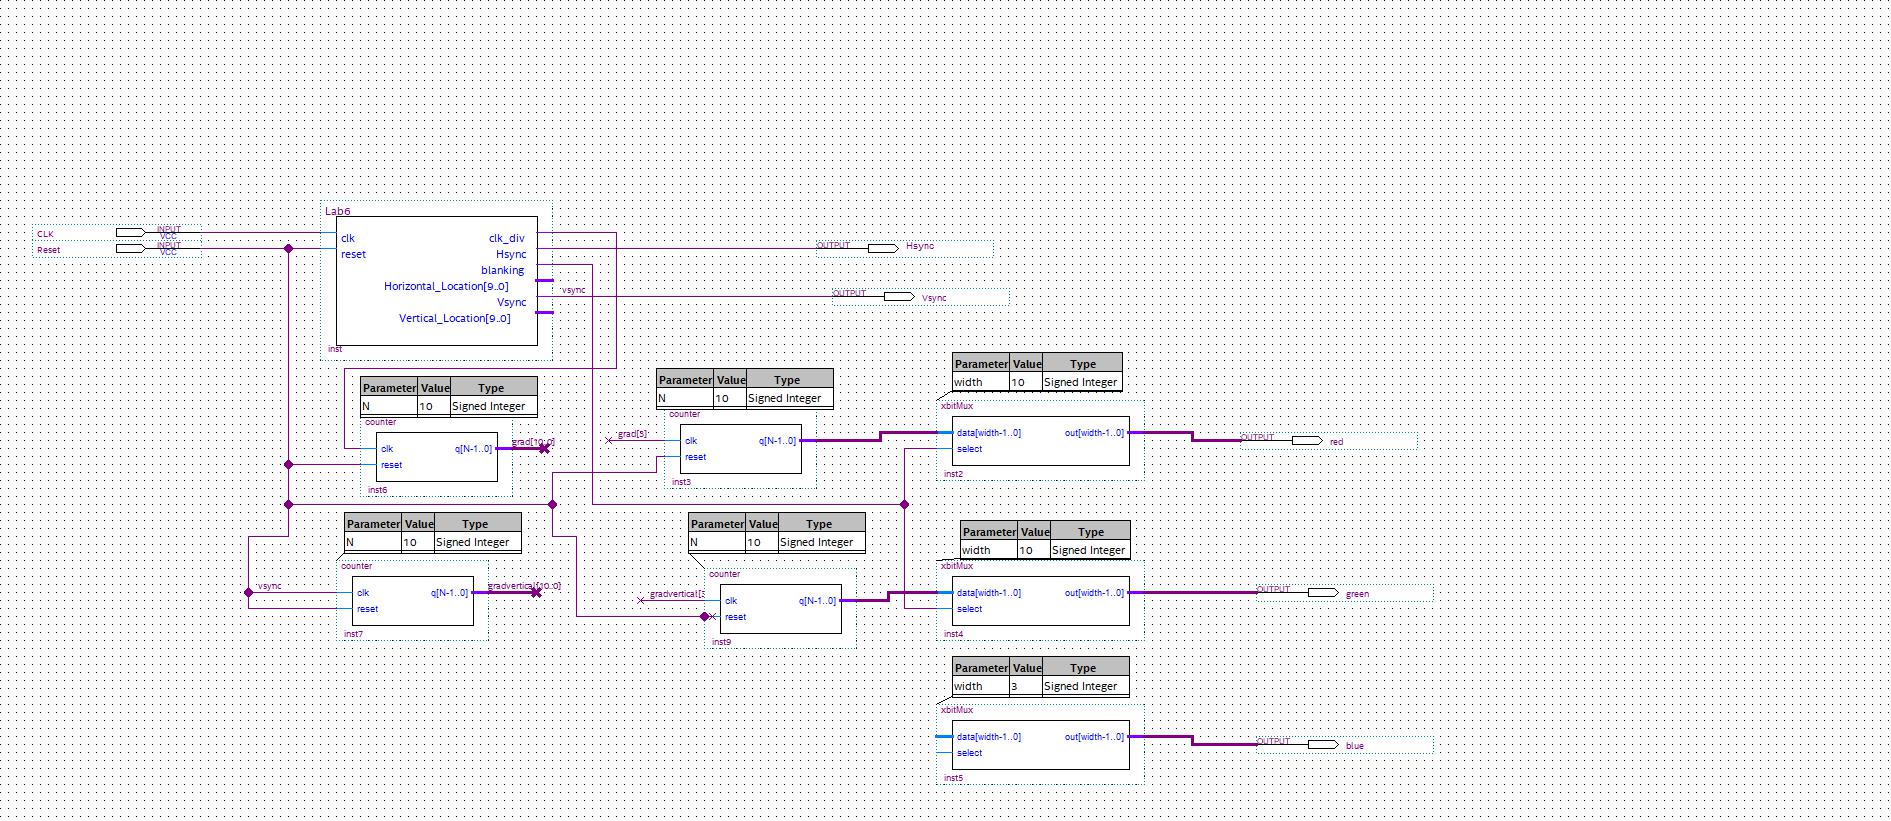 Lab6
CLK INPUT VCC
Reset INPUT VCC
clk clk_div
reset Hsync
blanking
Horizontal_Location[9..0]
Vsync
Vertical_Location[9..0]
inst
OUTPUT Hsync
vsync
OUTPUT Vsync
Parameter Value Type
N 10 Signed Integer
counter
clk q[N-1..0]
reset
inst6
grad[10..0]
Parameter Value Type
N 10 Signed Integer
counter
grad[5]
clk q[N-1..0]
reset
inst3
Parameter Value Type
width 10 Signed Integer
xbitMux
data[width-1..0] out[width-1..0]
select
inst2
OUTPUT red
Parameter Value Type
N 10 Signed Integer
counter
vsync
clk q[N-1..0]
reset
inst7
gradvertical[10..0]
Parameter Value Type
N 10 Signed Integer
counter
gradvertical[
clk q[N-1..0]
reset
inst9
Parameter Value Type
width 10 Signed Integer
xbitMux
data[width-1..0] out[width-1..0]
select
inst4
OUTPUT green
Parameter Value Type
width 3 Signed Integer
xbitMux
data[width-1..0] out[width-1..0]
select
inst5
OUTPUT blue